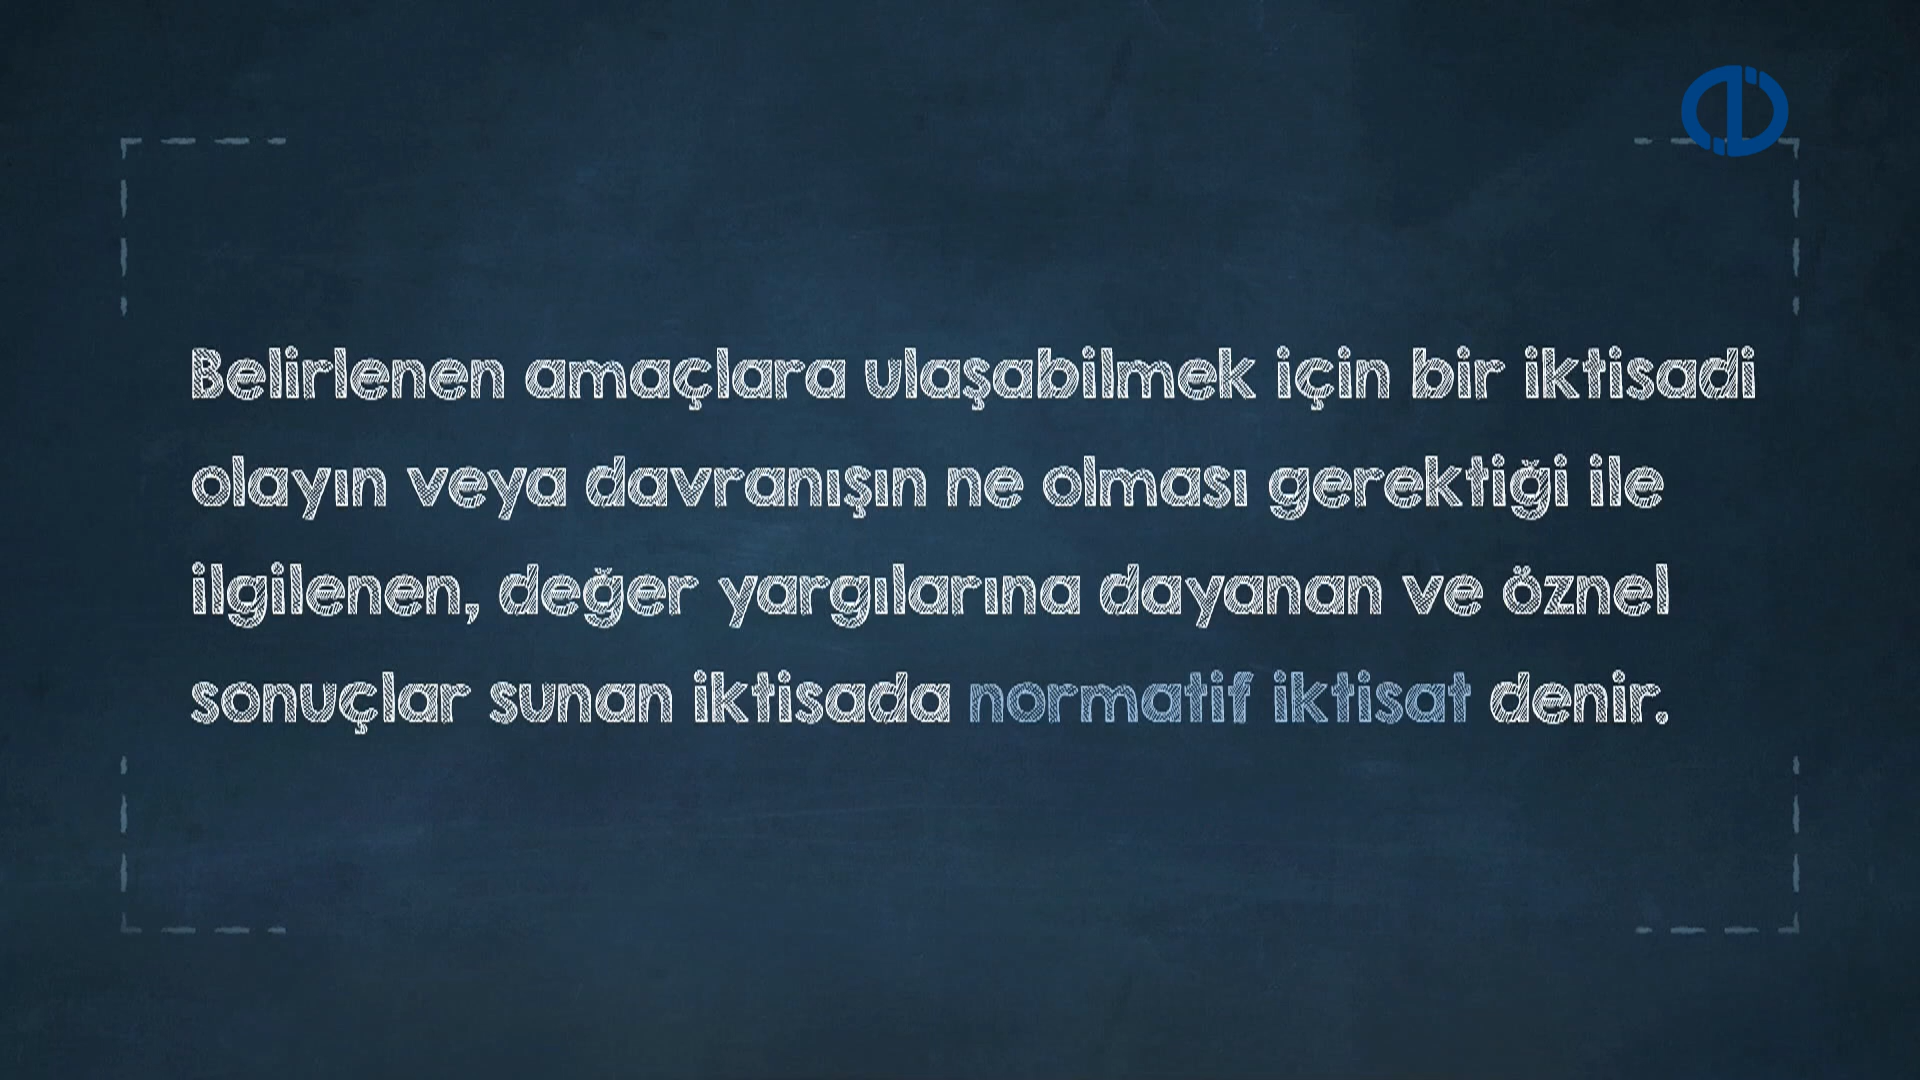 Belirlenen amaçlara ulaşabilmek için bir iktisadi
olayın veya davranışın ne olması gerektiği ile
ilgilenen, değer yargılarına dayanan ve öznel
sonuçlar sunan iktisada normatif iktisat denir.